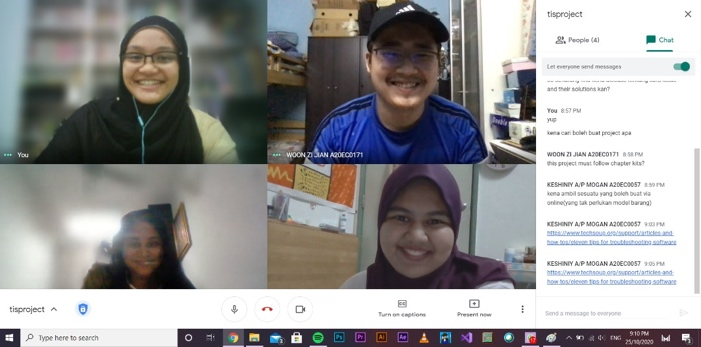 tisproject
People (4)
Chat
Let everyone send messages
and their solutions kan?
You 8:57 PM
yup
kena cari boleh buat project apa
WOON ZI JIAN A20EC0171 8:58 PM
this project must follow chapter kita?
KESHINIY A/P MOGAN A20EC0057 8:59 PM
kena ambil sesuatu yang boleh buat via
online(yang tak perlukan model barang)
KESHINIY A/P MOGAN A20EC0057 9:03 PM
https://www.techsoup.org/support/articles-and-
how tos/eleven tips for troubleshooting software
KESHINIY A/P MOGAN A20EC0057 9:05 PM
https://www.techsoup.org/support/articles-and-
how tos/eleven tips for troubleshooting software
Send a message to everyone
You
WOON ZI JIAN A20EC0171
tisproject
Turn on captions
Present now
Type here to search
ENG
9:10 PM
25/10/2020